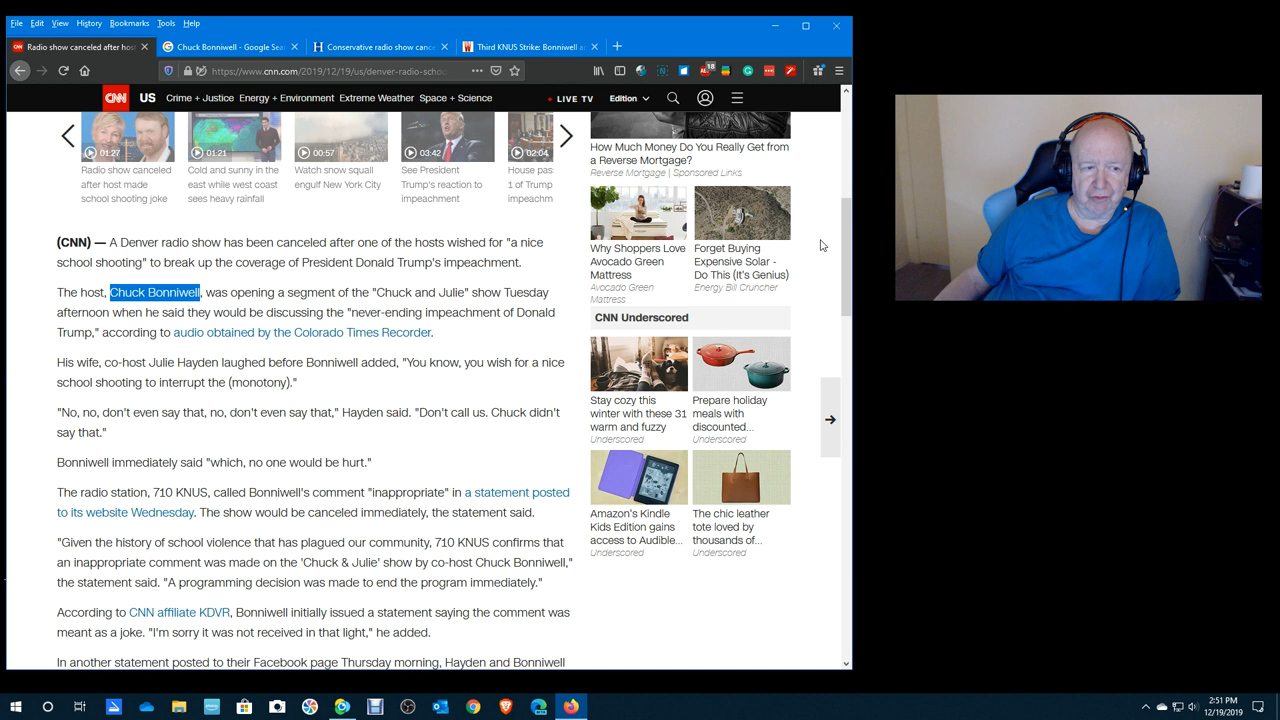 File Edit View History Bookmarks Tools Help
Radio show canceled after host
Chuck Bonniwell - Google Sea
Conservative radio show cance
Third KNUS Strike: Bonniwell a
https://www.cnn.com/2019/12/19/us/denver-radio-schoo
18
CNN US Crime + Justice Energy + Environment Extreme Weather Space + Science LIVE TV Edition
01:27
01:21
00:57
03:42
02:04
Radio show canceled
after host made
school shooting joke
Cold and sunny in the
east while west coast
sees heavy rainfall
Watch snow squall
engulf New York City
See President
Trump's reaction to
impeachment
House pas
1 of Trump
impeachm
(CNN) — A Denver radio show has been canceled after one of the hosts wished for "a nice
school shooting" to break up the coverage of President Donald Trump's impeachment.
The host, Chuck Bonniwell, was opening a segment of the "Chuck and Julie" show Tuesday
afternoon when he said they would be discussing the "never-ending impeachment of Donald
Trump," according to audio obtained by the Colorado Times Recorder.
His wife, co-host Julie Hayden laughed before Bonniwell added, "You know, you wish for a nice
school shooting to interrupt the (monotony)."
"No, no, don't even say that, no, don't even say that," Hayden said. "Don't call us. Chuck didn't
say that."
Bonniwell immediately said "which, no one would be hurt."
The radio station, 710 KNUS, called Bonniwell's comment "inappropriate" in a statement posted
to its website Wednesday. The show would be canceled immediately, the statement said.
"Given the history of school violence that has plagued our community, 710 KNUS confirms that
an inappropriate comment was made on the 'Chuck & Julie' show by co-host Chuck Bonniwell,"
the statement said. "A programming decision was made to end the program immediately."
According to CNN affiliate KDVR, Bonniwell initially issued a statement saying the comment was
meant as a joke. "I'm sorry it was not received in that light," he added.
In another statement posted to their Facebook page Thursday morning, Hayden and Bonniwell
How Much Money Do You Really Get from
a Reverse Mortgage?
Reverse Mortgage | Sponsored Links
Why Shoppers Love
Avocado Green
Mattress
Avocado Green
Mattress
Forget Buying
Expensive Solar -
Do This (It's Genius)
Energy Bill Cruncher
CNN Underscored
Stay cozy this
winter with these 31
warm and fuzzy
Underscored
Prepare holiday
meals with
discounted...
Underscored
Amazon's Kindle
Kids Edition gains
access to Audible...
Underscored
The chic leather
tote loved by
thousands of...
Underscored
2:51 PM
12/19/2019